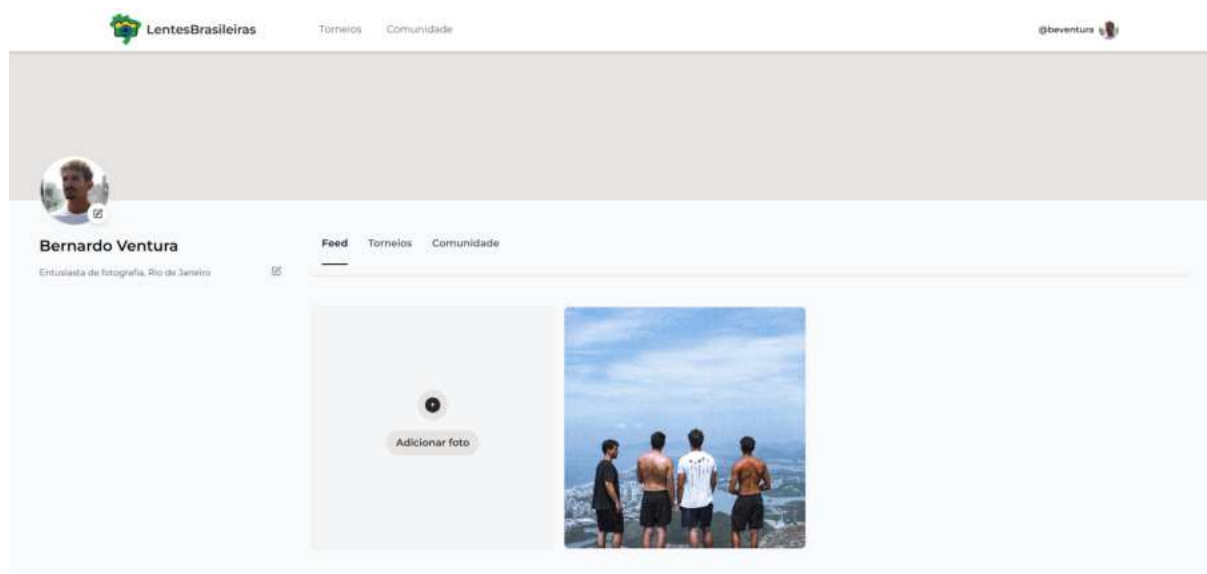 LentesBrasileiras Torneios Comunidade @beventura
Bernardo Ventura
Entusiasta de fotografia, Rio de Janeiro
Feed Torneios Comunidade
Adicionar foto